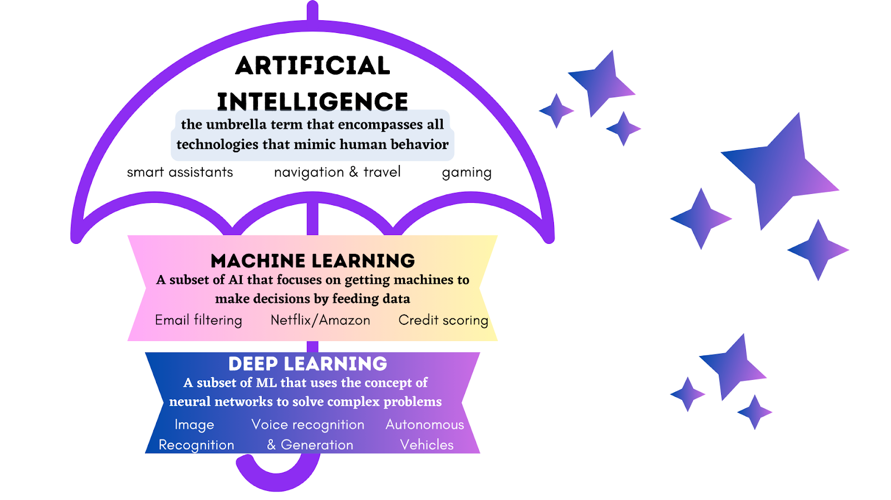 ARTIFICIAL
INTELLIGENCE
the umbrella term that encompasses all
technologies that mimic human behavior
smart assistants navigation & travel gaming
MACHINE LEARNING
A subset of AI that focuses on getting machines to
make decisions by feeding data
Email filtering Netflix/Amazon Credit scoring
DEEP LEARNING
A subset of ML that uses the concept of
neural networks to solve complex problems
Image Voice recognition Autonomous
Recognition & Generation Vehicles